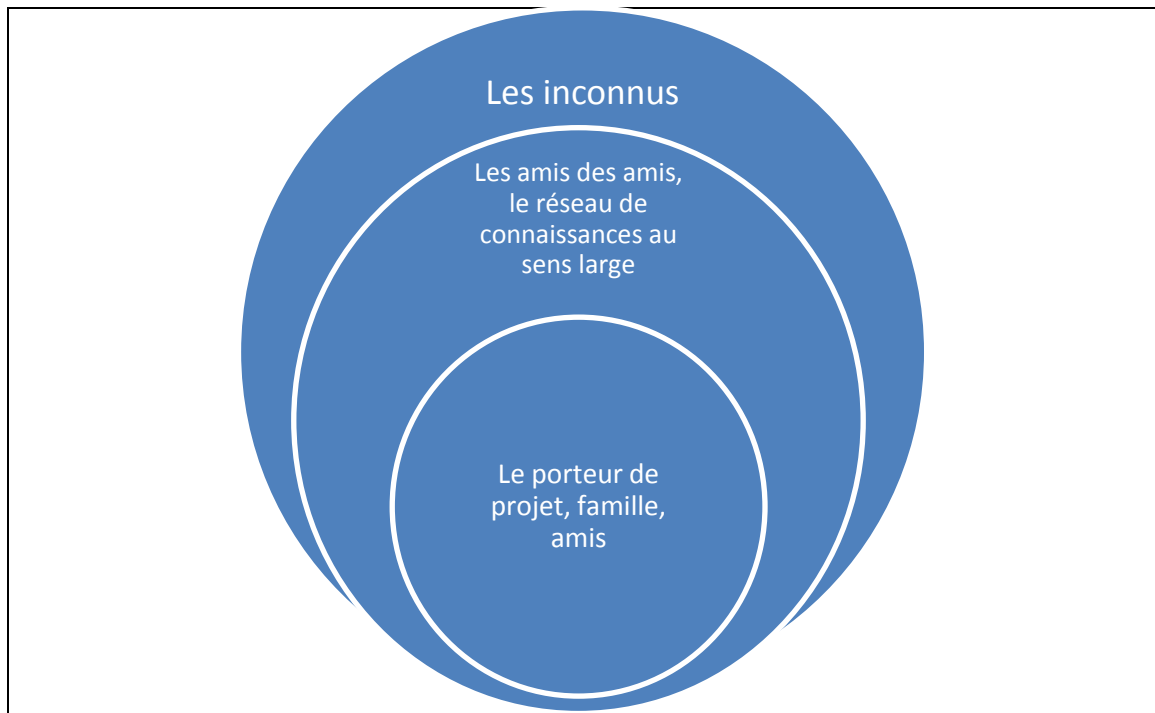 Les inconnus
Les amis des amis,
le réseau de
connaissances au
sens large
Le porteur de
projet, famille,
amis